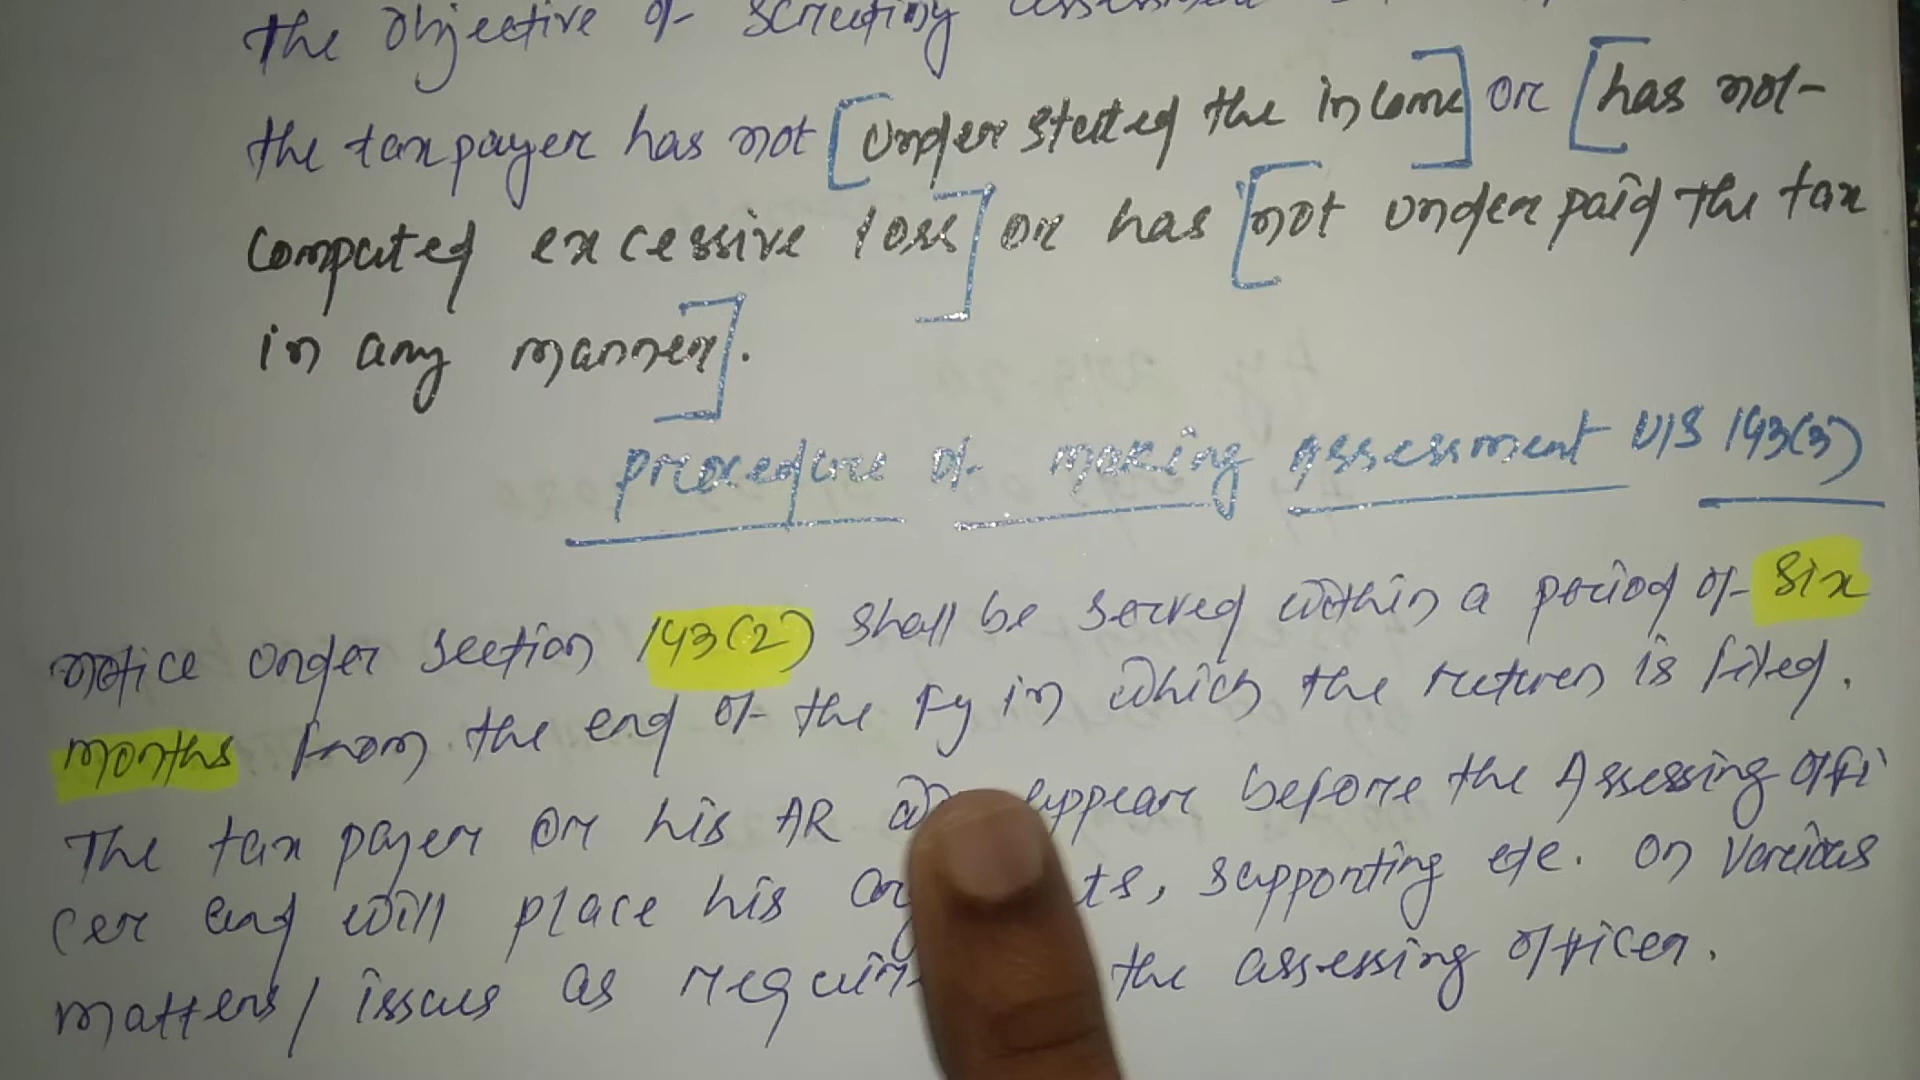 the objective of scrutiny
the taxpayer has not [under stated the income] or [has not
computed excessive loss] or has [not under paid the tax
in any manner].
procedure of making assessment U/S 143(3)
notice under section 143(2) shall be served within a period of six
months from the end of the Fy in which the return is filed.
The tax payer or his AR appear before the Assessing offi
cer and will place his ts, supporting etc. on various
matters/ issues as the assessing officer.